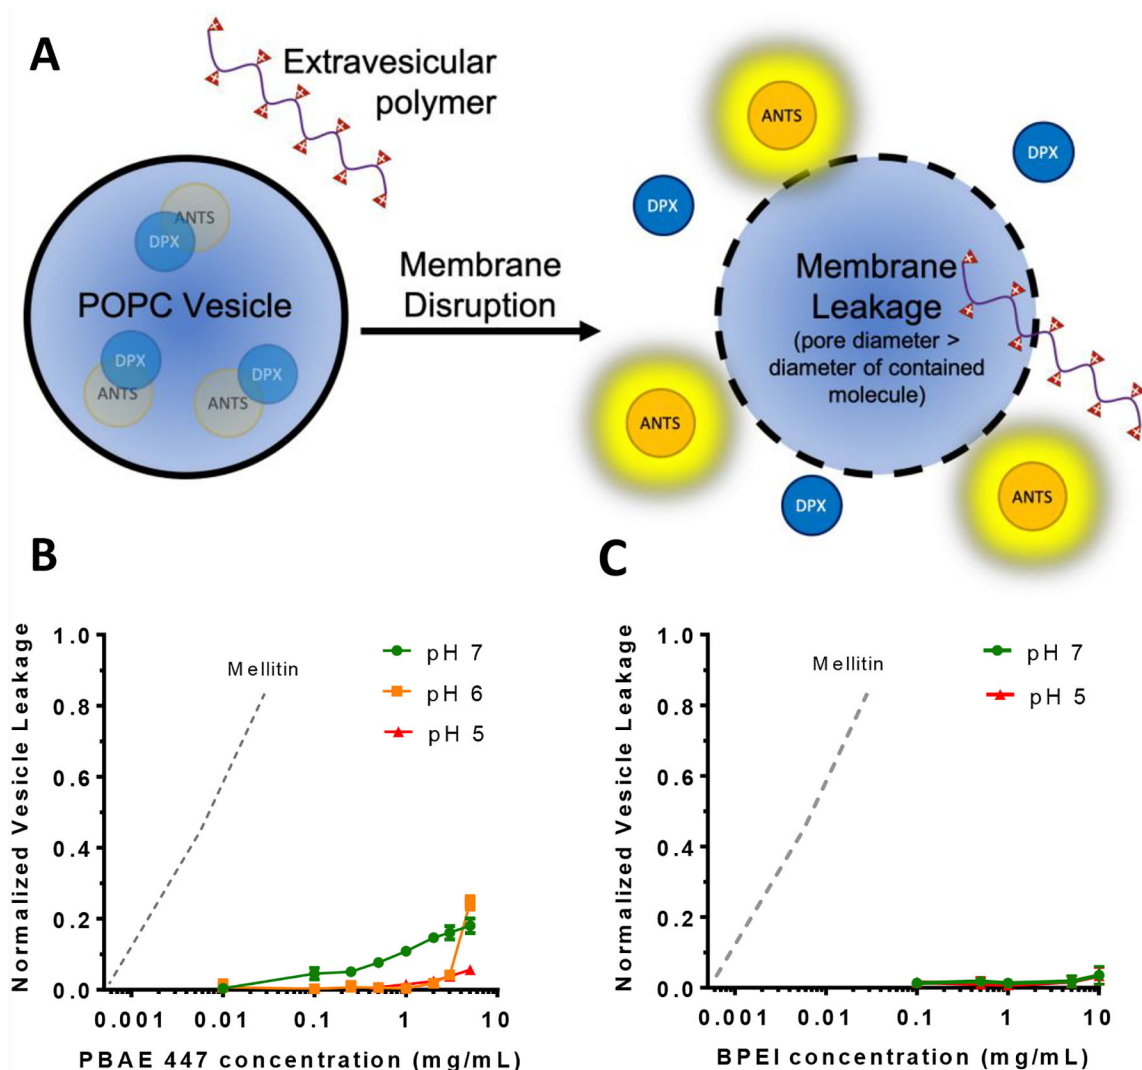 A
Extravesicular
polymer
ANTS
DPX
POPC Vesicle
DPX
ANTS
DPX
ANTS
Membrane
Disruption
ANTS
DPX
DPX
Membrane
Leakage
(pore diameter >
diameter of contained
molecule)
ANTS
ANTS
DPX
B
Normalized Vesicle Leakage
1.0
0.8
0.6
0.4
0.2
0.0
Mellitin
pH 7
pH 6
pH 5
0.001
0.01
0.1
1
10
PBAE 447 concentration (mg/mL)
C
Normalized Vesicle Leakage
1.0
0.8
0.6
0.4
0.2
0.0
Mellitin
pH 7
pH 5
0.001
0.01
0.1
1
10
BPEI concentration (mg/mL)